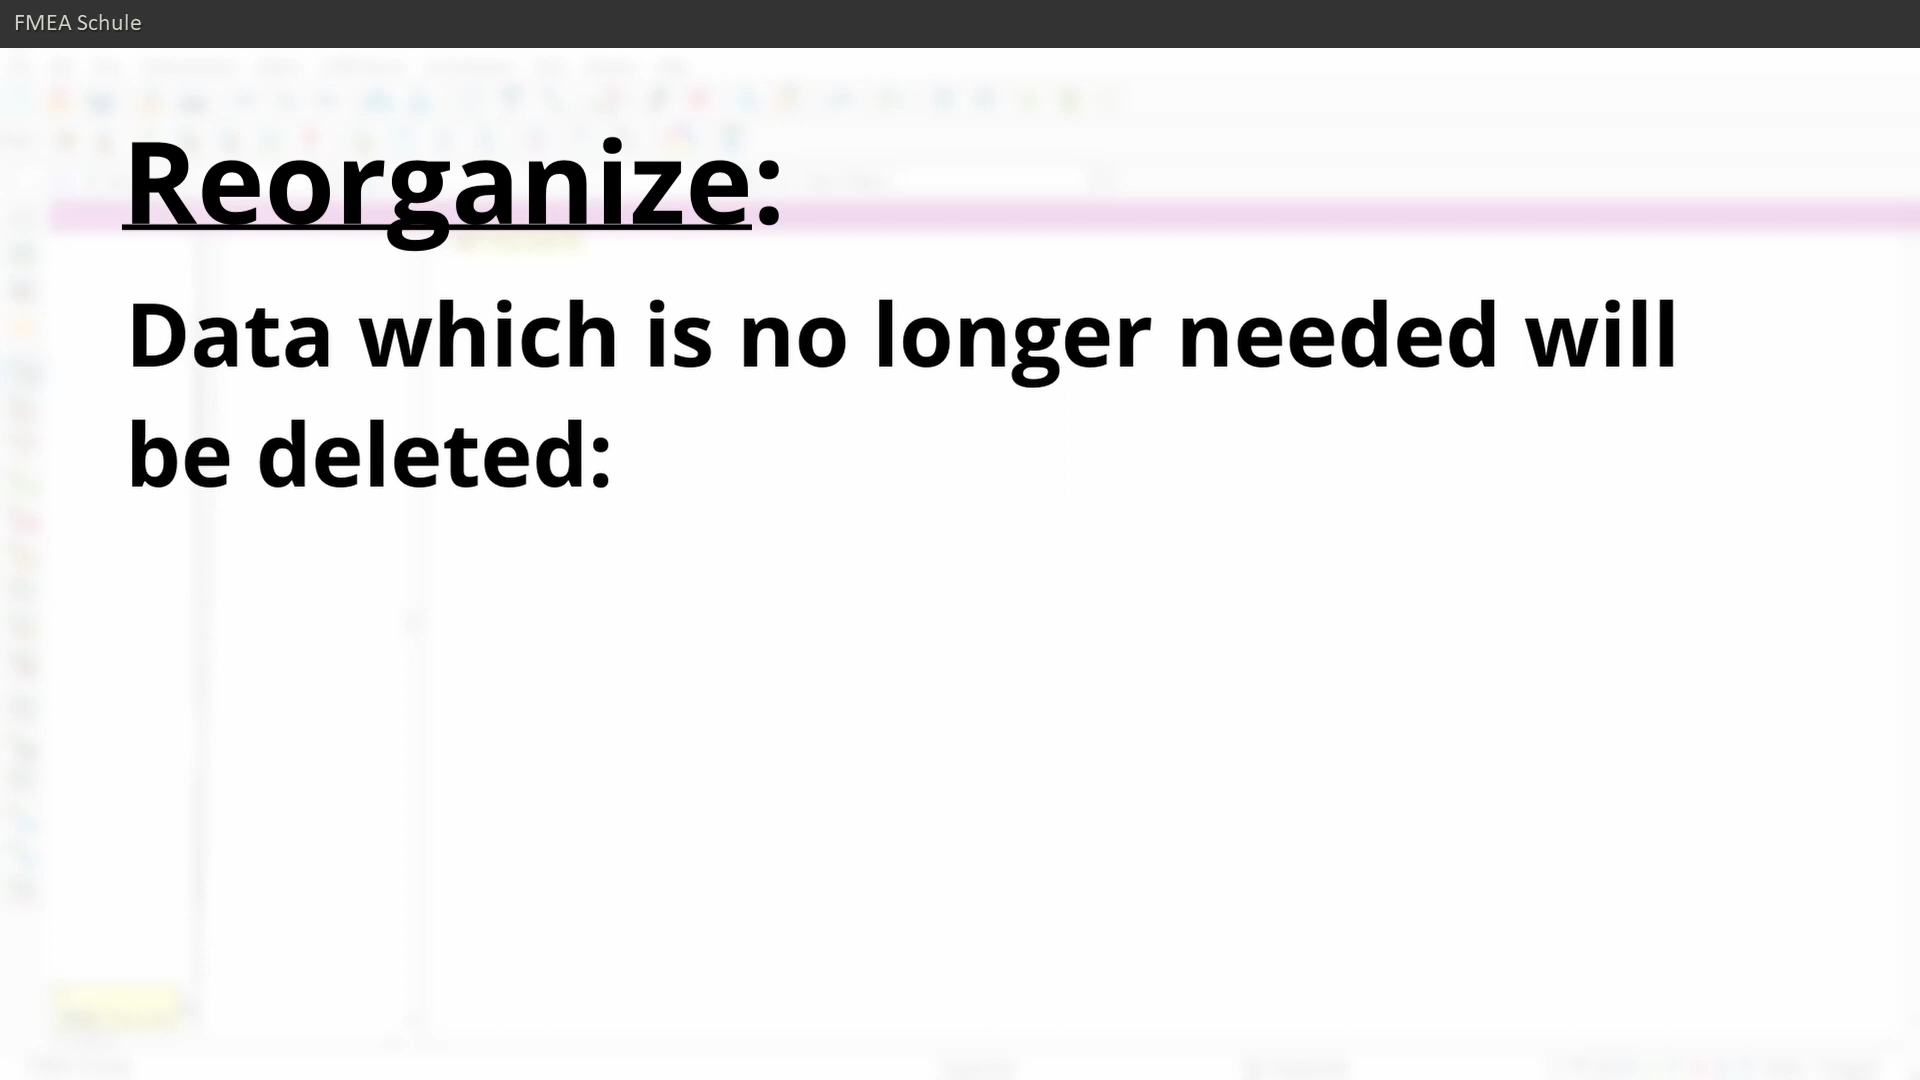 FMEA Schule
Reorganize:
Data which is no longer needed will
be deleted: